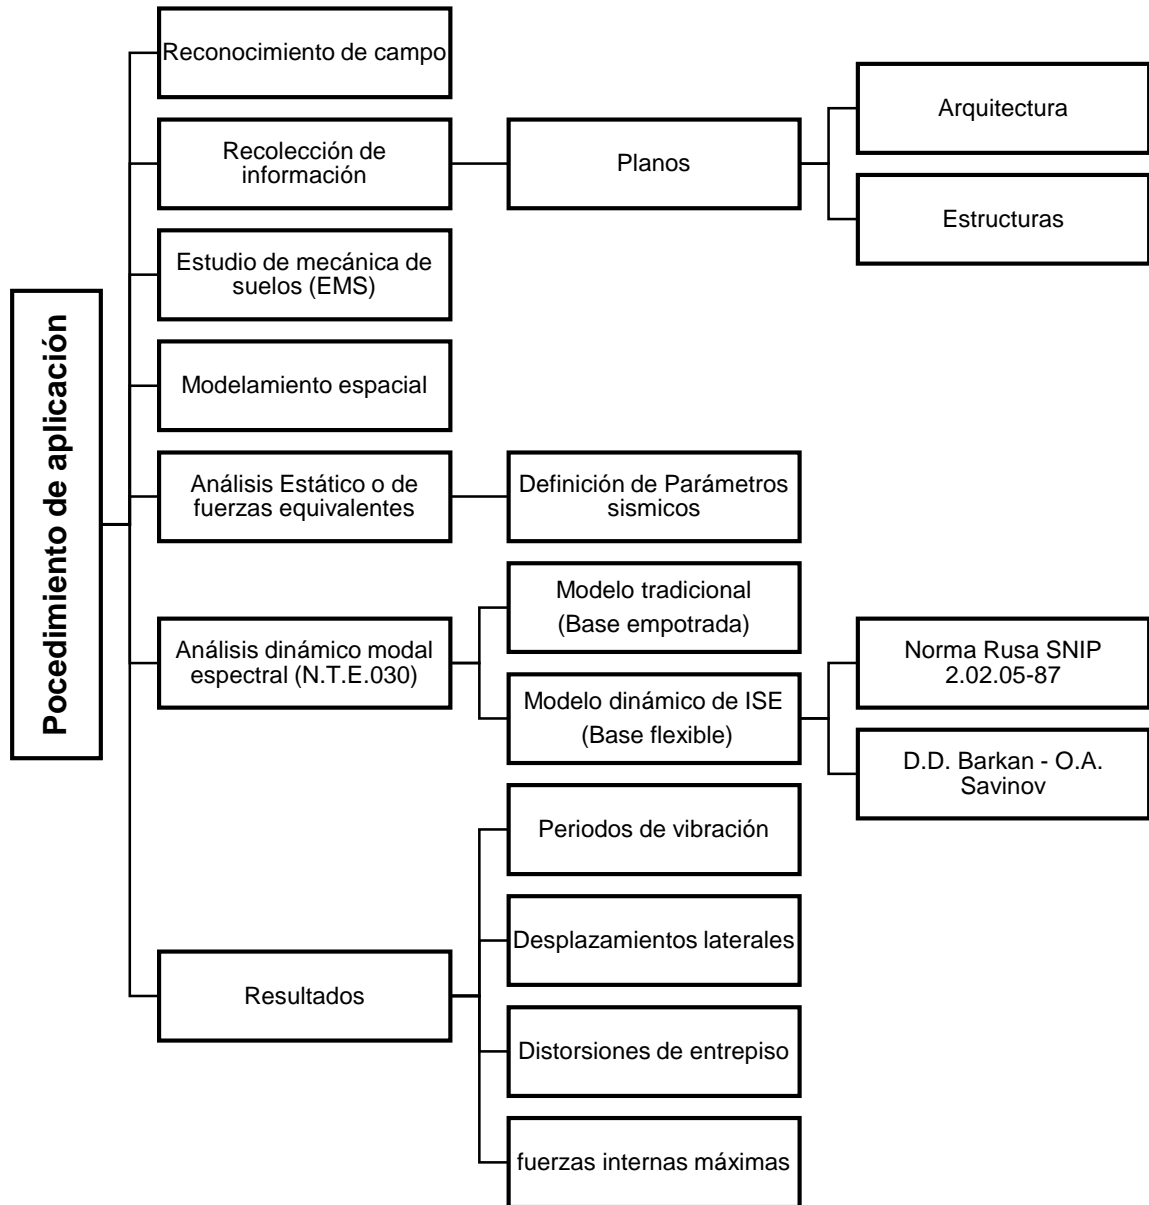 Pocedimiento de aplicación
Reconocimiento de campo
Recolección de
información
Planos
Arquitectura
Estructuras
Estudio de mecánica de
suelos (EMS)
Modelamiento espacial
Análisis Estático o de
fuerzas equivalentes
Definición de Parámetros
sismicos
Análisis dinámico modal
espectral (N.T.E.030)
Modelo tradicional
(Base empotrada)
Modelo dinámico de ISE
(Base flexible)
Norma Rusa SNIP
2.02.05-87
D.D. Barkan - O.A.
Savinov
Resultados
Periodos de vibración
Desplazamientos laterales
Distorsiones de entrepiso
fuerzas internas máximas